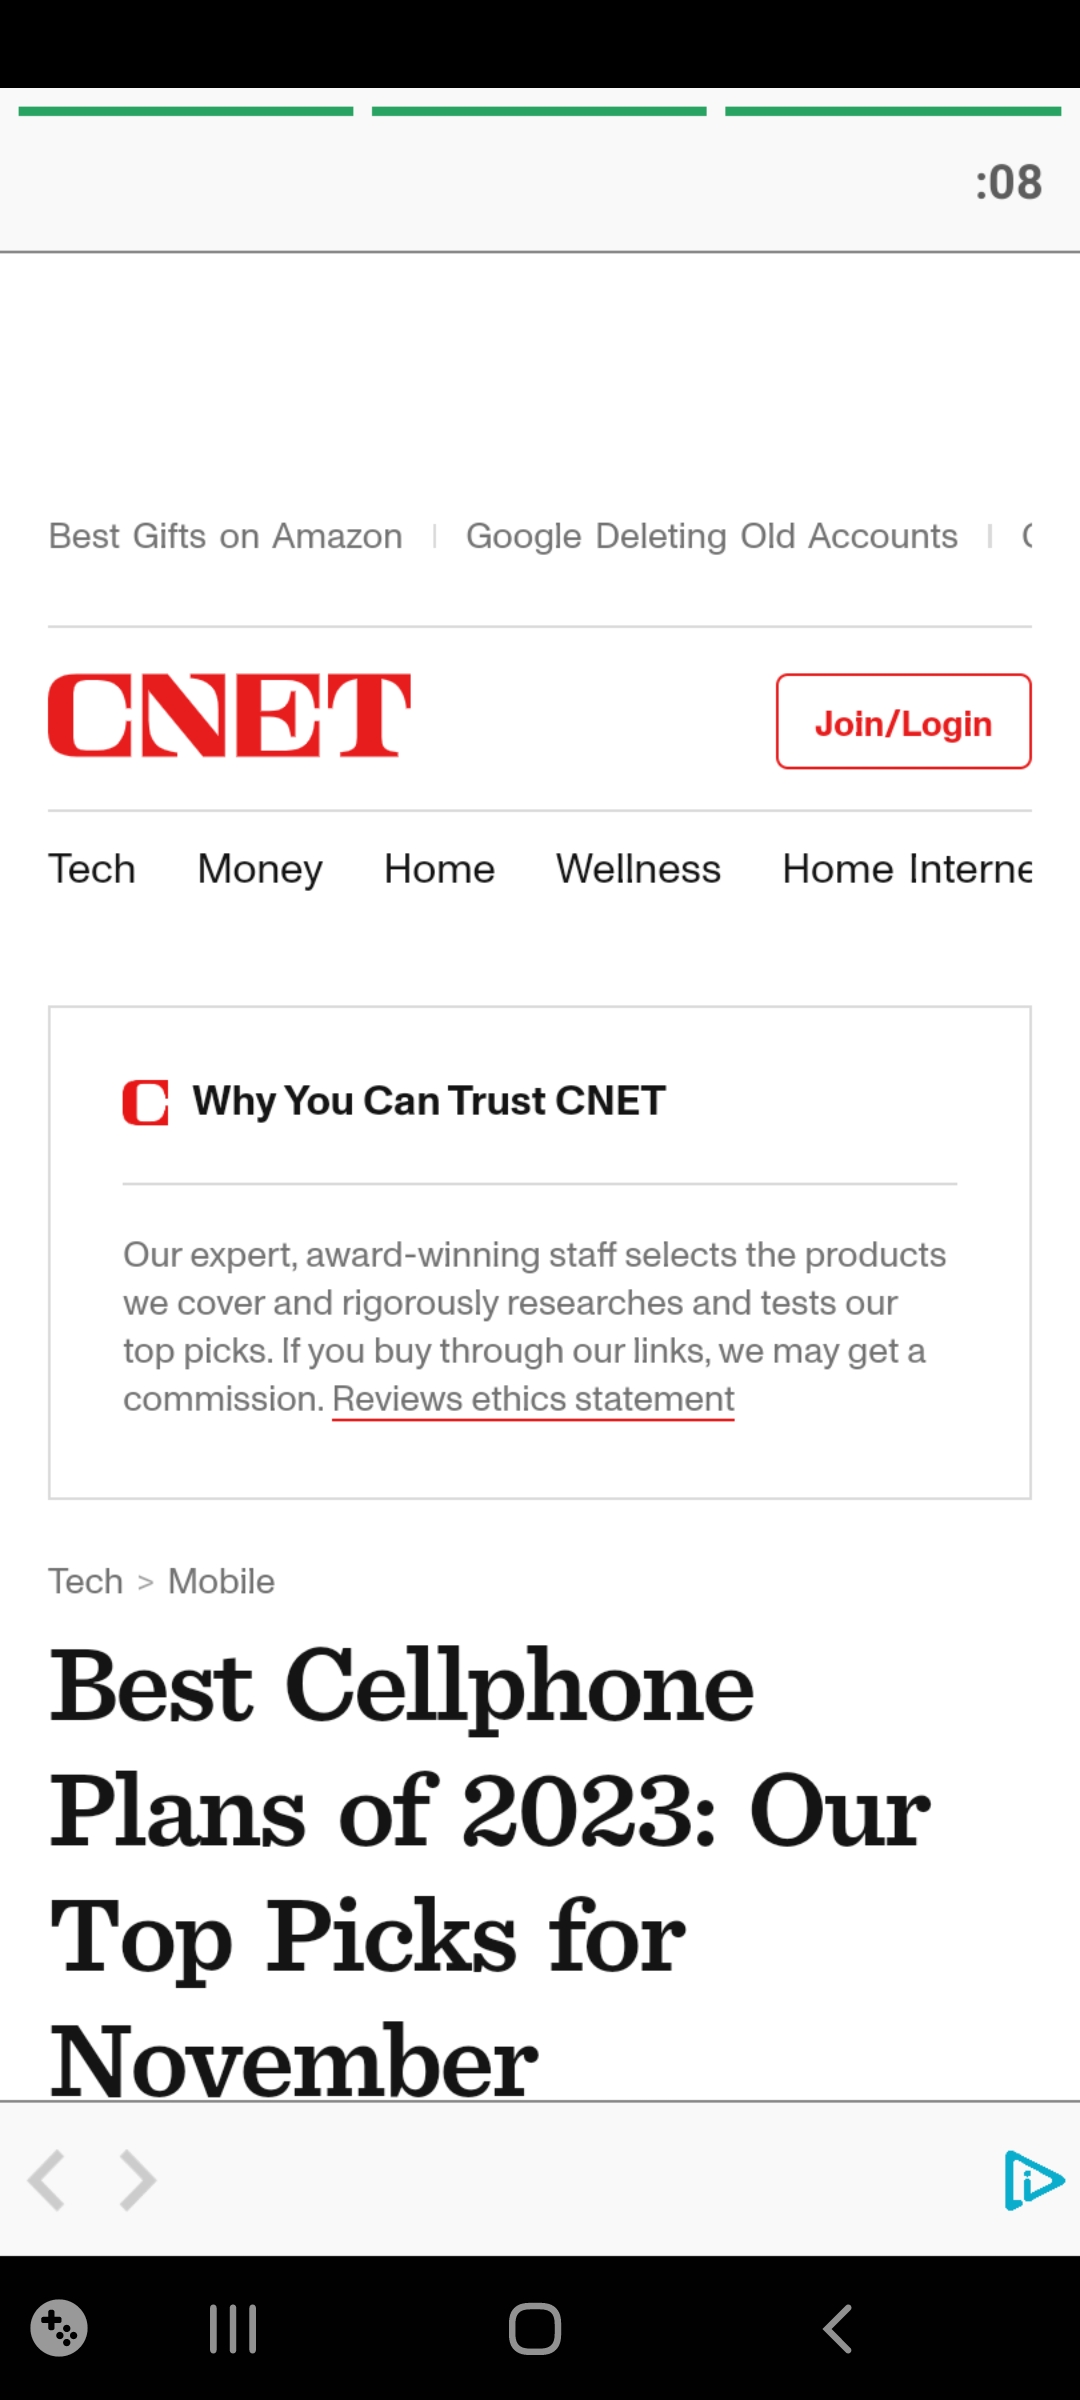 :08
Best Gifts on Amazon | Google Deleting Old Accounts |
CNET
Join/Login
Tech Money Home Wellness Home Interne
C Why You Can Trust CNET
Our expert, award-winning staff selects the products
we cover and rigorously researches and tests our
top picks. If you buy through our links, we may get a
commission. Reviews ethics statement
Tech > Mobile
Best Cellphone
Plans of 2023: Our
Top Picks for
November